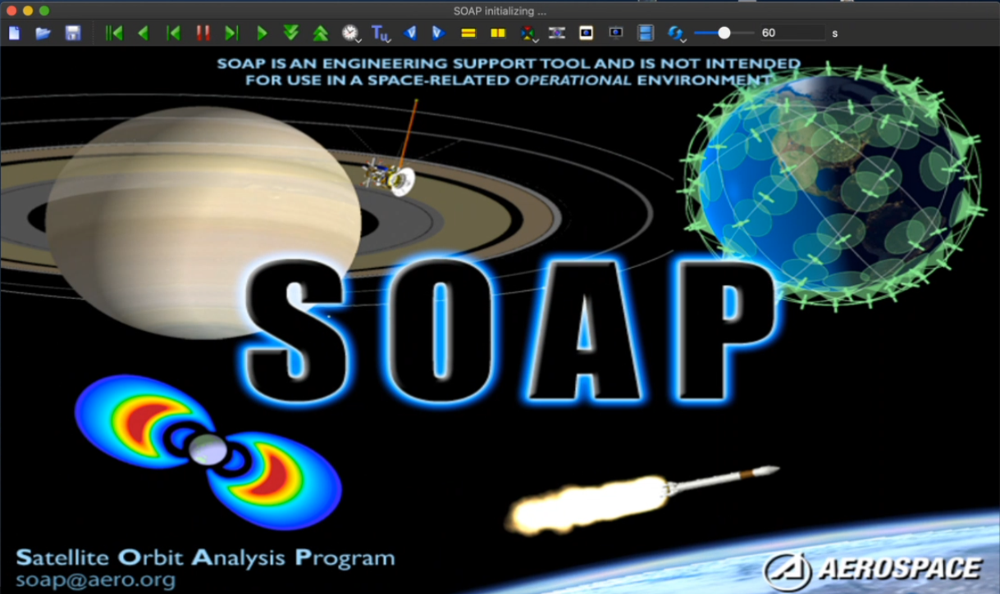 SOAP initializing ...
Tu
V
V
60
s
SOAP IS AN ENGINEERING SUPPORT TOOL AND IS NOT INTENDED
FOR USE IN A SPACE-RELATED OPERATIONAL ENVIRONMENT
SOAP
Satellite Orbit Analysis Program
soap@aero.org
AEROSPACE